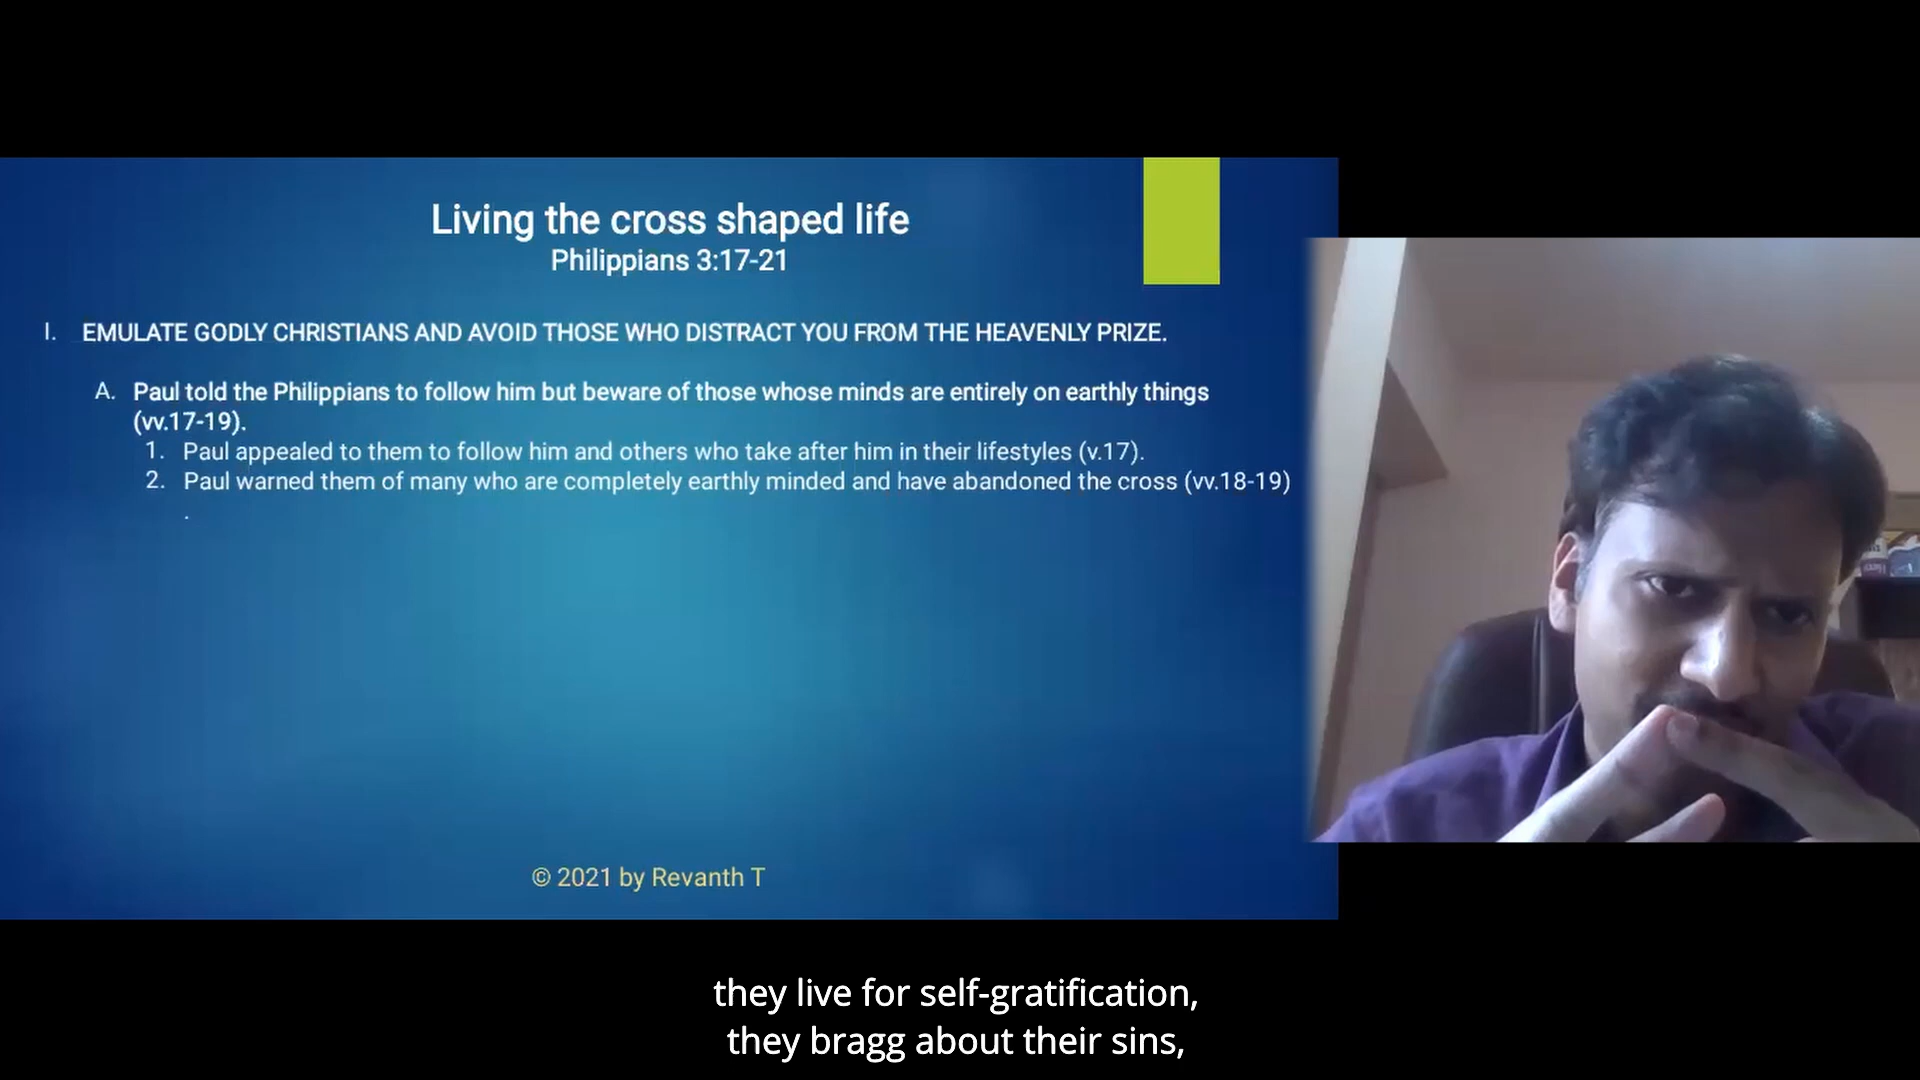 Living the cross shaped life
Philippians 3:17-21
I. EMULATE GODLY CHRISTIANS AND AVOID THOSE WHO DISTRACT YOU FROM THE HEAVENLY PRIZE.
A. Paul told the Philippians to follow him but beware of those whose minds are entirely on earthly things
(vv.17-19).
1. Paul appealed to them to follow him and others who take after him in their lifestyles (v.17).
2. Paul warned them of many who are completely earthly minded and have abandoned the cross (vv.18-19)
.
© 2021 by Revanth T
they live for self-gratification,
they bragg about their sins,